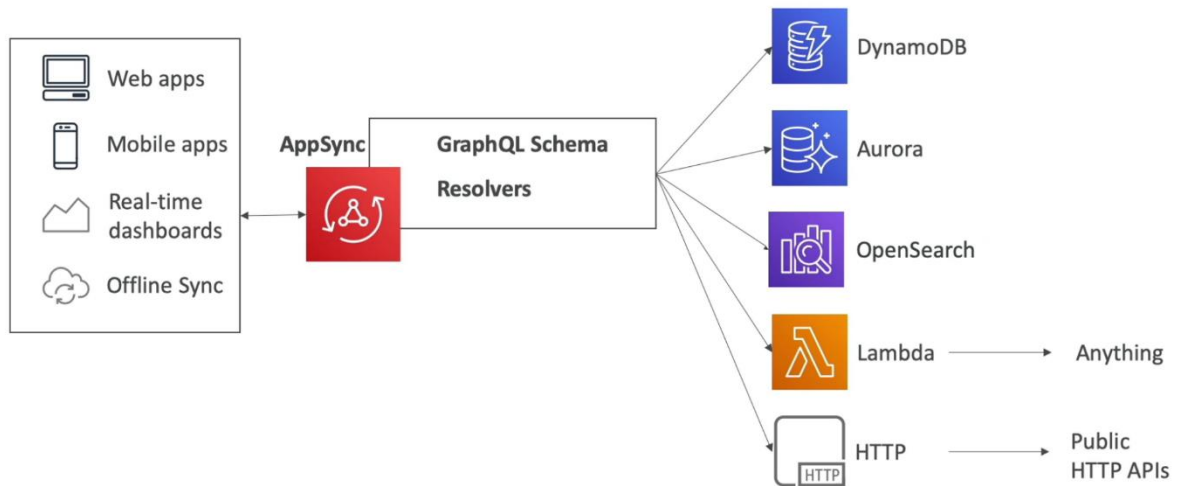 Web apps
Mobile apps
Real-time
dashboards
Offline Sync
AppSync
GraphQL Schema
Resolvers
DynamoDB
Aurora
OpenSearch
Lambda
Anything
HTTP
HTTP
Public
HTTP APIs